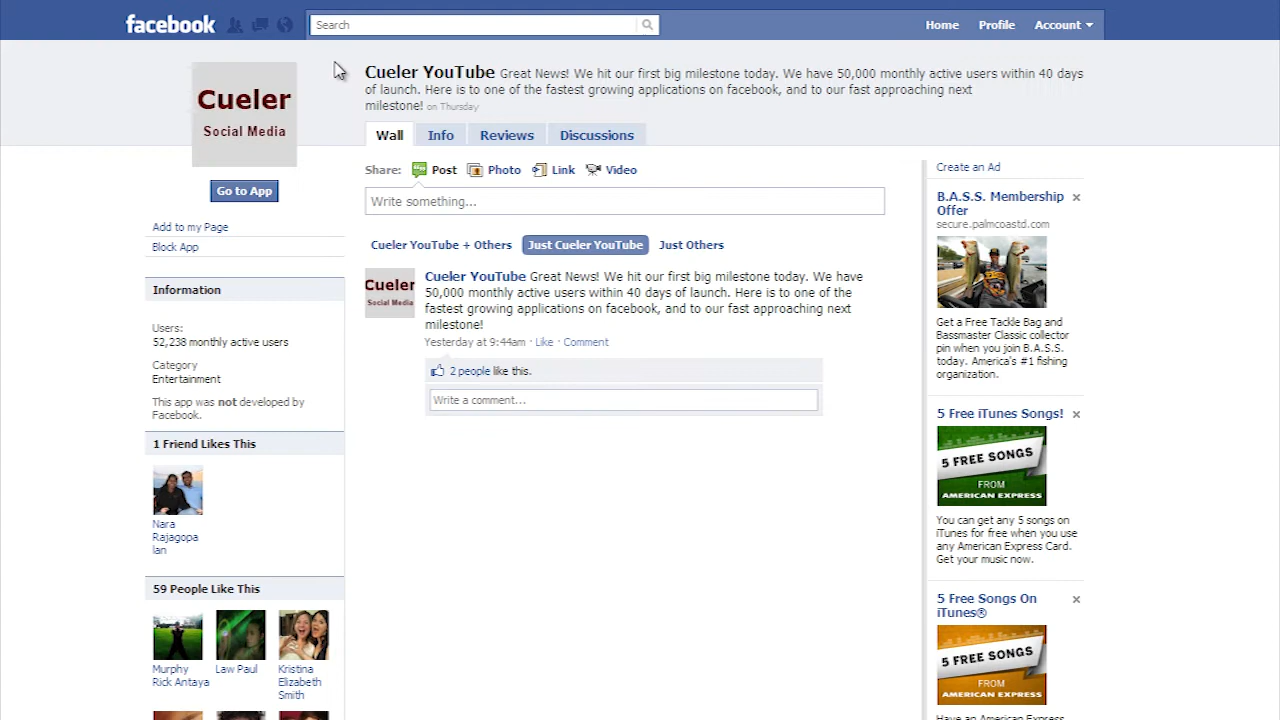 facebook
Search
Home Profile Account
Cueler
Social Media
Cueler YouTube Great News! We hit our first big milestone today. We have 50,000 monthly active users within 40 days
of launch. Here is to one of the fastest growing applications on facebook, and to our fast approaching next
milestone! on Thursday
Wall Info Reviews Discussions
Go to App
Add to my Page
Block App
Information
Users:
52,238 monthly active users
Category
Entertainment
This app was not developed by
Facebook.
1 Friend Likes This
Nara
Rajagopa
lan
59 People Like This
Murphy
Rick Antaya
Law Paul
Kristina
Elizabeth
Smith
Share: Post Photo Link Video
Write something...
Cueler YouTube + Others Just Cueler YouTube Just Others
Cueler
Social Media
Cueler YouTube Great News! We hit our first big milestone today. We have
50,000 monthly active users within 40 days of launch. Here is to one of the
fastest growing applications on facebook, and to our fast approaching next
milestone!
Yesterday at 9:44am · Like · Comment
2 people like this.
Write a comment...
Create an Ad
B.A.S.S. Membership
Offer
secure.palmcoastd.com
Get a Free Tackle Bag and
Bassmaster Classic collector
pin when you join B.A.S.S.
today. America's #1 fishing
organization.
5 Free iTunes Songs!
5 FREE SONGS
FROM
AMERICAN EXPRESS
You can get any 5 songs on
iTunes for free when you use
any American Express Card.
Get your music now.
5 Free Songs On
iTunes®
5 FREE SONGS
FROM
AMERICAN EXPRESS
Have an American Express